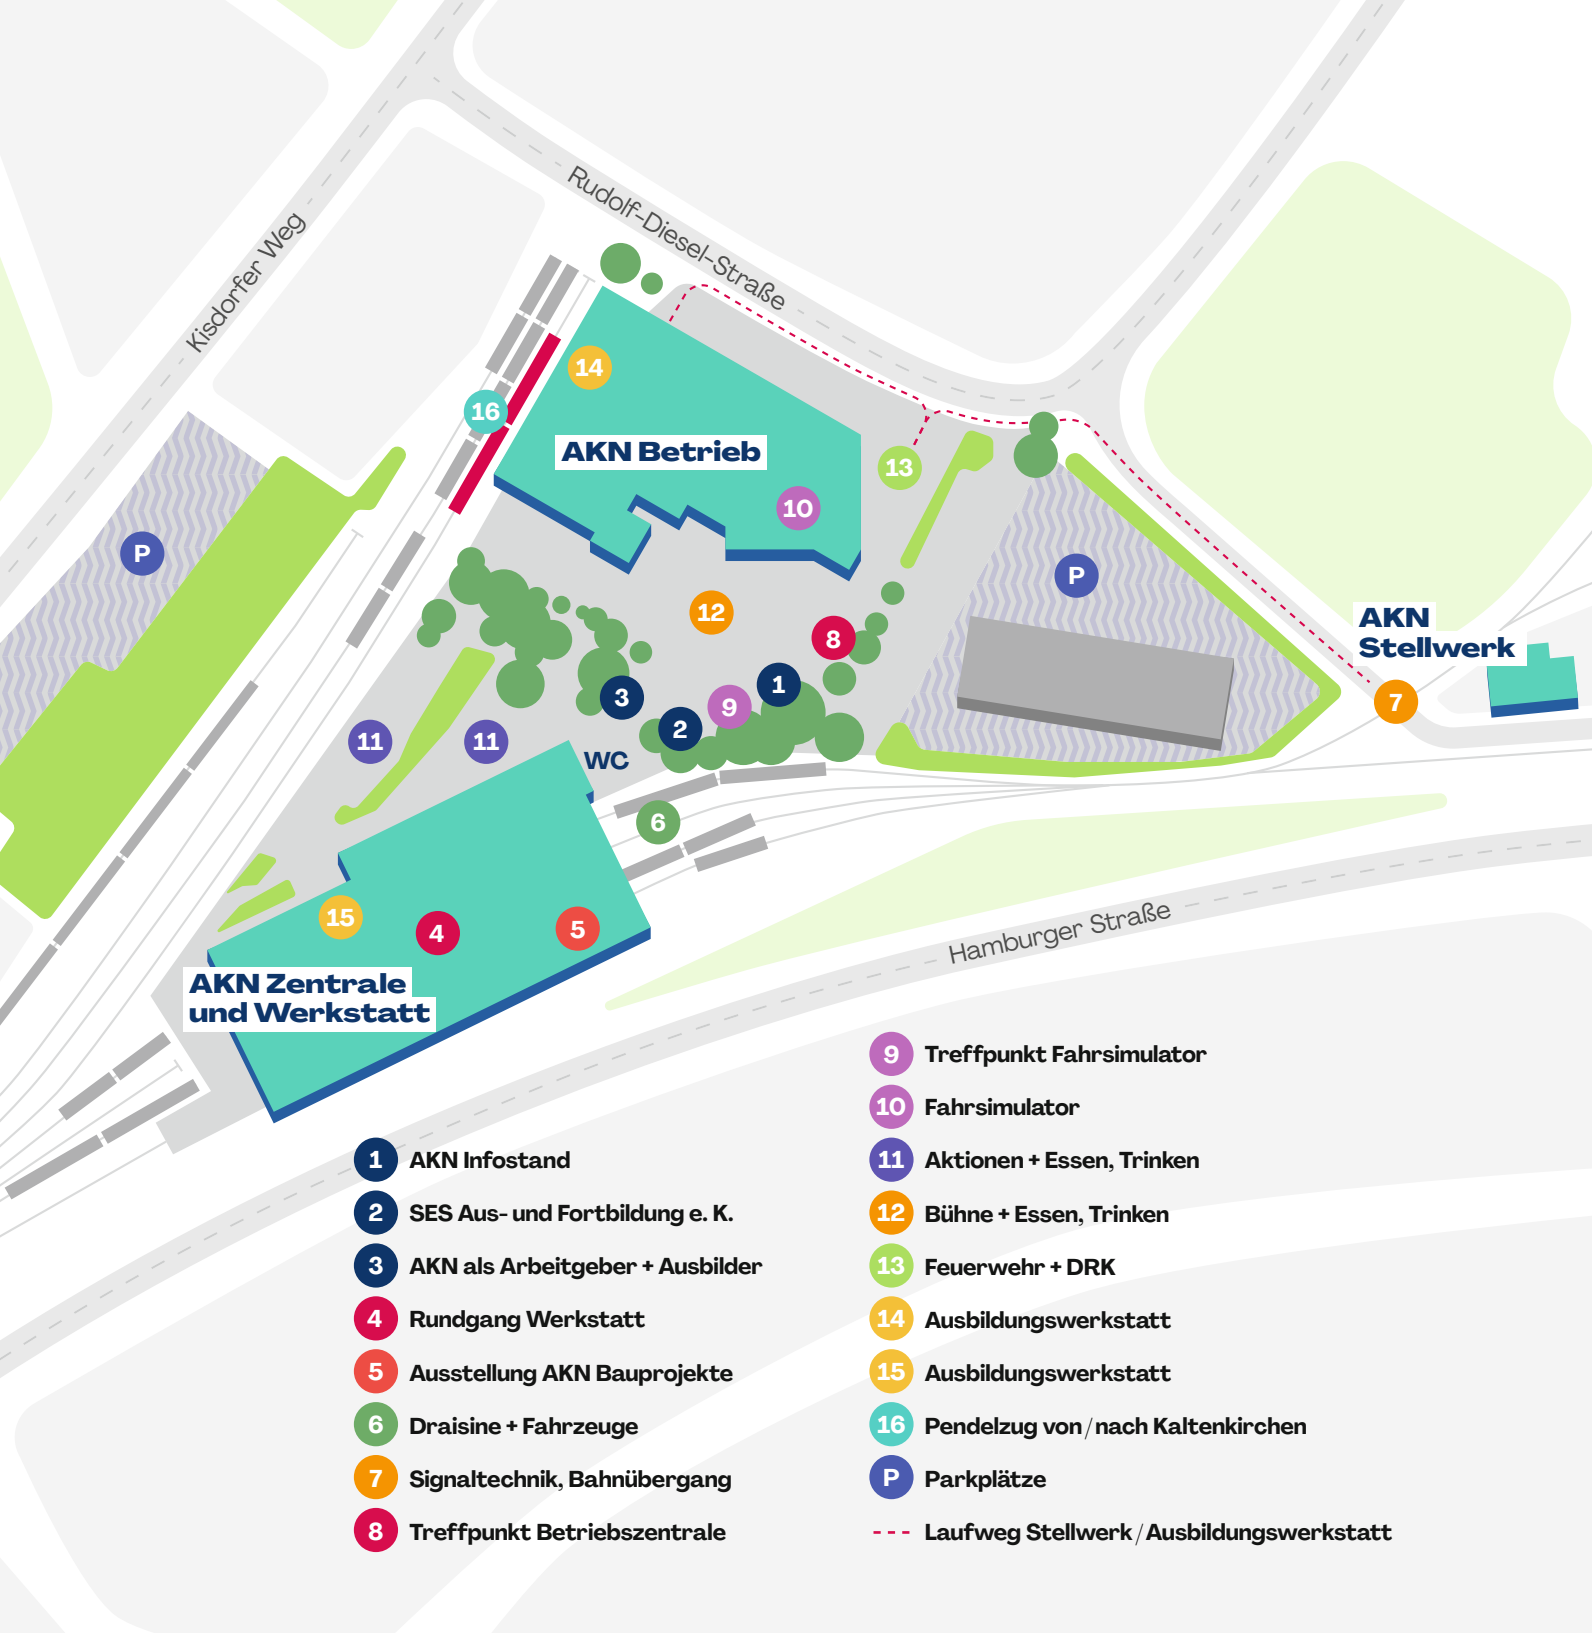 Rudolf-Diesel-Straße
Kisdorfer Weg
14
16
AKN Betrieb
13
10
P
P
12
AKN
Stellwerk
8
1
3
9
7
2
11
11
WC
6
15
4
5
Hamburger Straße
AKN Zentrale
und Werkstatt
1 AKN Infostand
2 SES Aus- und Fortbildung e. K.
3 AKN als Arbeitgeber + Ausbilder
4 Rundgang Werkstatt
5 Ausstellung AKN Bauprojekte
6 Draisine + Fahrzeuge
7 Signaltechnik, Bahnübergang
8 Treffpunkt Betriebszentrale
9 Treffpunkt Fahrsimulator
10 Fahrsimulator
11 Aktionen + Essen, Trinken
12 Bühne + Essen, Trinken
13 Feuerwehr + DRK
14 Ausbildungswerkstatt
15 Ausbildungswerkstatt
16 Pendelzug von/nach Kaltenkirchen
P Parkplätze
Laufweg Stellwerk/Ausbildungswerkstatt